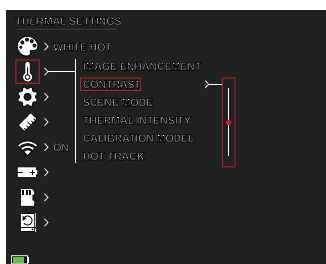 THERMAL SETTINGS
WHITE HOT
IMAGE ENHANCEMENT
CONTRAST
SCENE MODE
THERMAL INTENSITY
CALIBRATION MODEL
ON
HOT TRACK